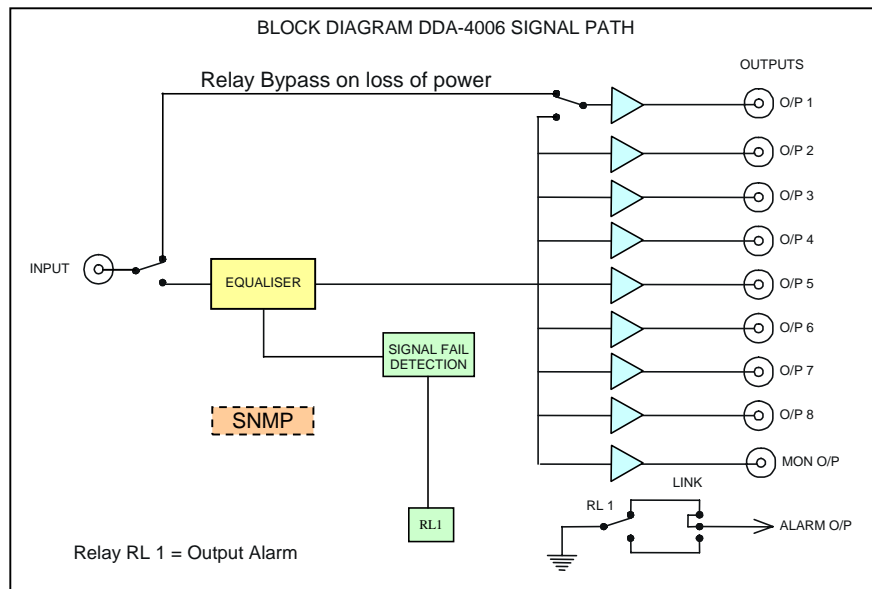 BLOCK DIAGRAM DDA-4006 SIGNAL PATH
OUTPUTS
Relay Bypass on loss of power
O/P 1
O/P 2
O/P 3
O/P 4
INPUT
EQUALISER
O/P 5
O/P 6
SIGNAL FAIL
DETECTION
O/P 7
SNMP
O/P 8
MON O/P
LINK
RL 1
RL1
ALARM O/P
Relay RL 1 = Output Alarm